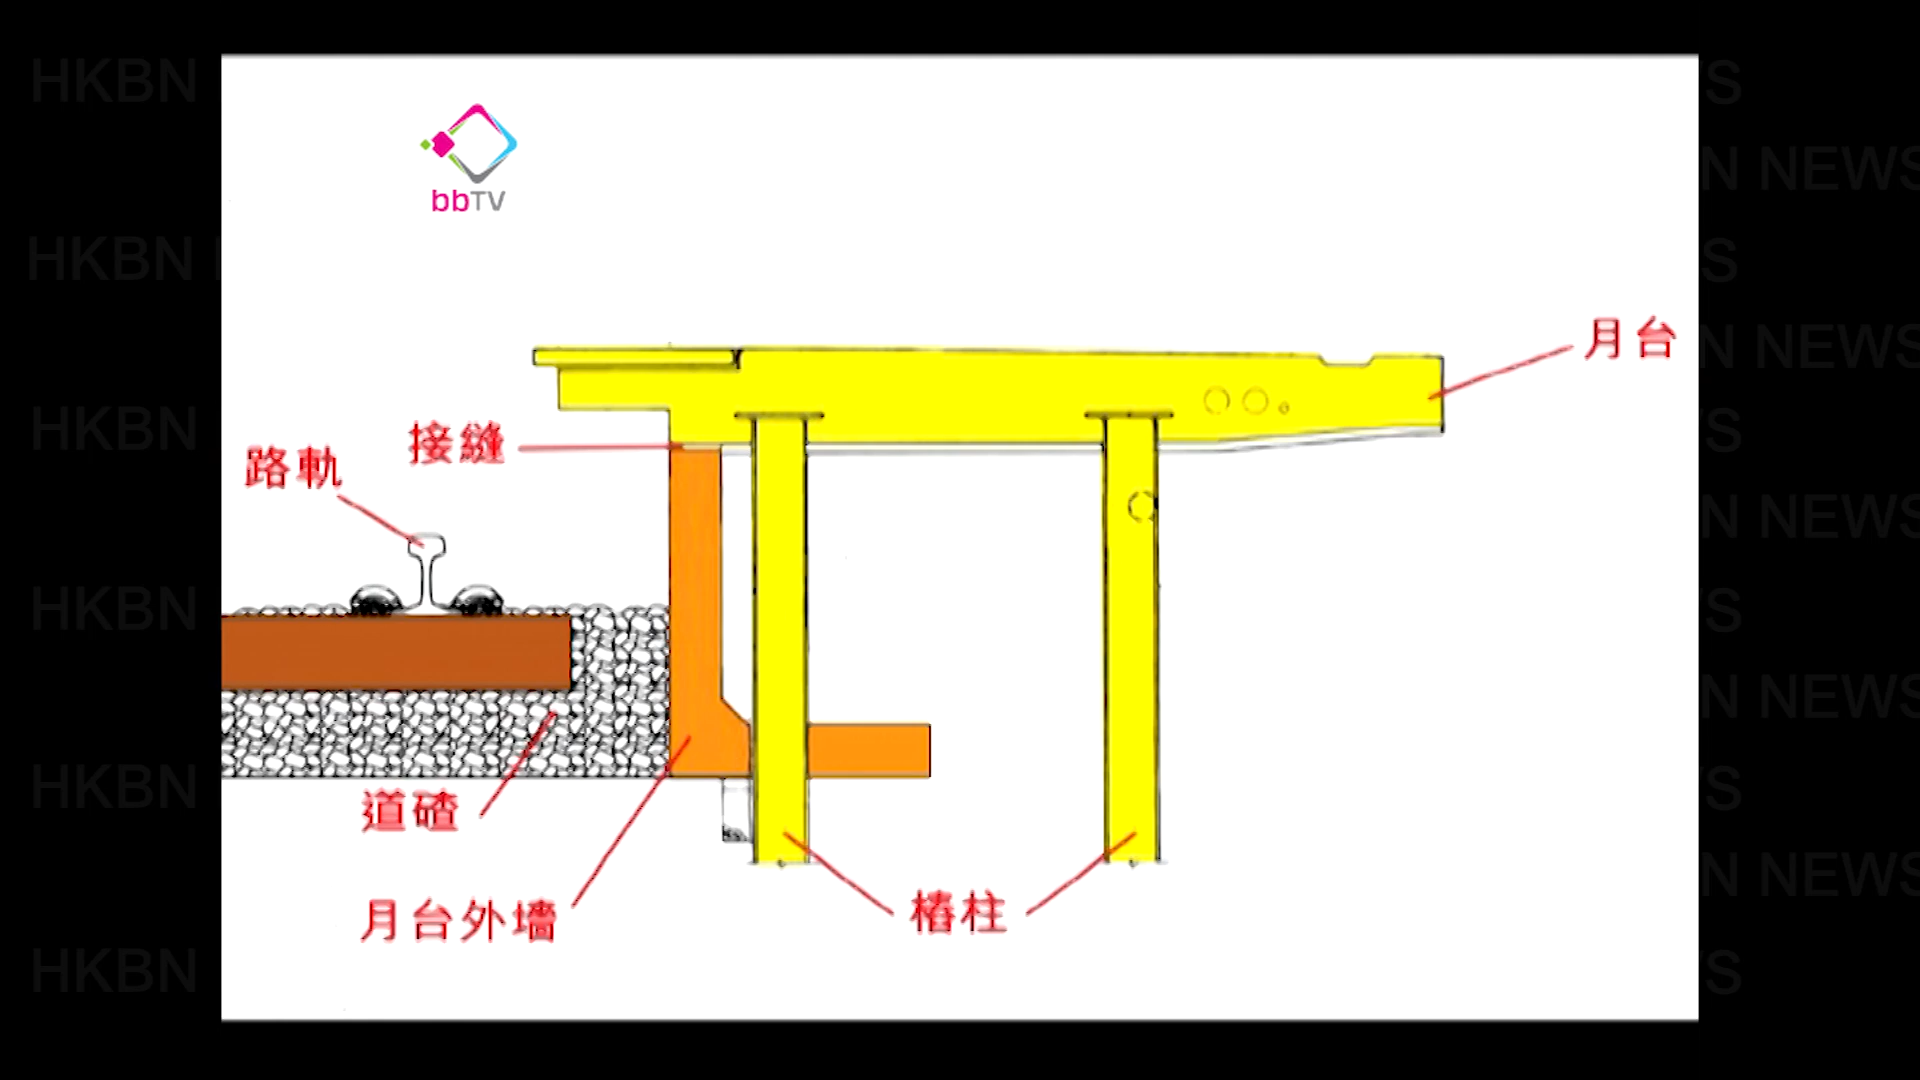 HKBN
S
bbTV
N NEWS
HKBN
S
月台
N NEWS
接縫
HKBN
S
路軌
N NEWS
HKBN
S
N NEWS
道碴
HKBN
S
月台外墻
樁柱
N NEWS
HKBN
S